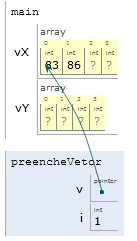 main
array
vX
0 1 2 3
int int int int
83 86 ? ?
array
vY
0 1 2 3
int int int int
? ? ? ?
preencheVetor
v pointer
i int
1